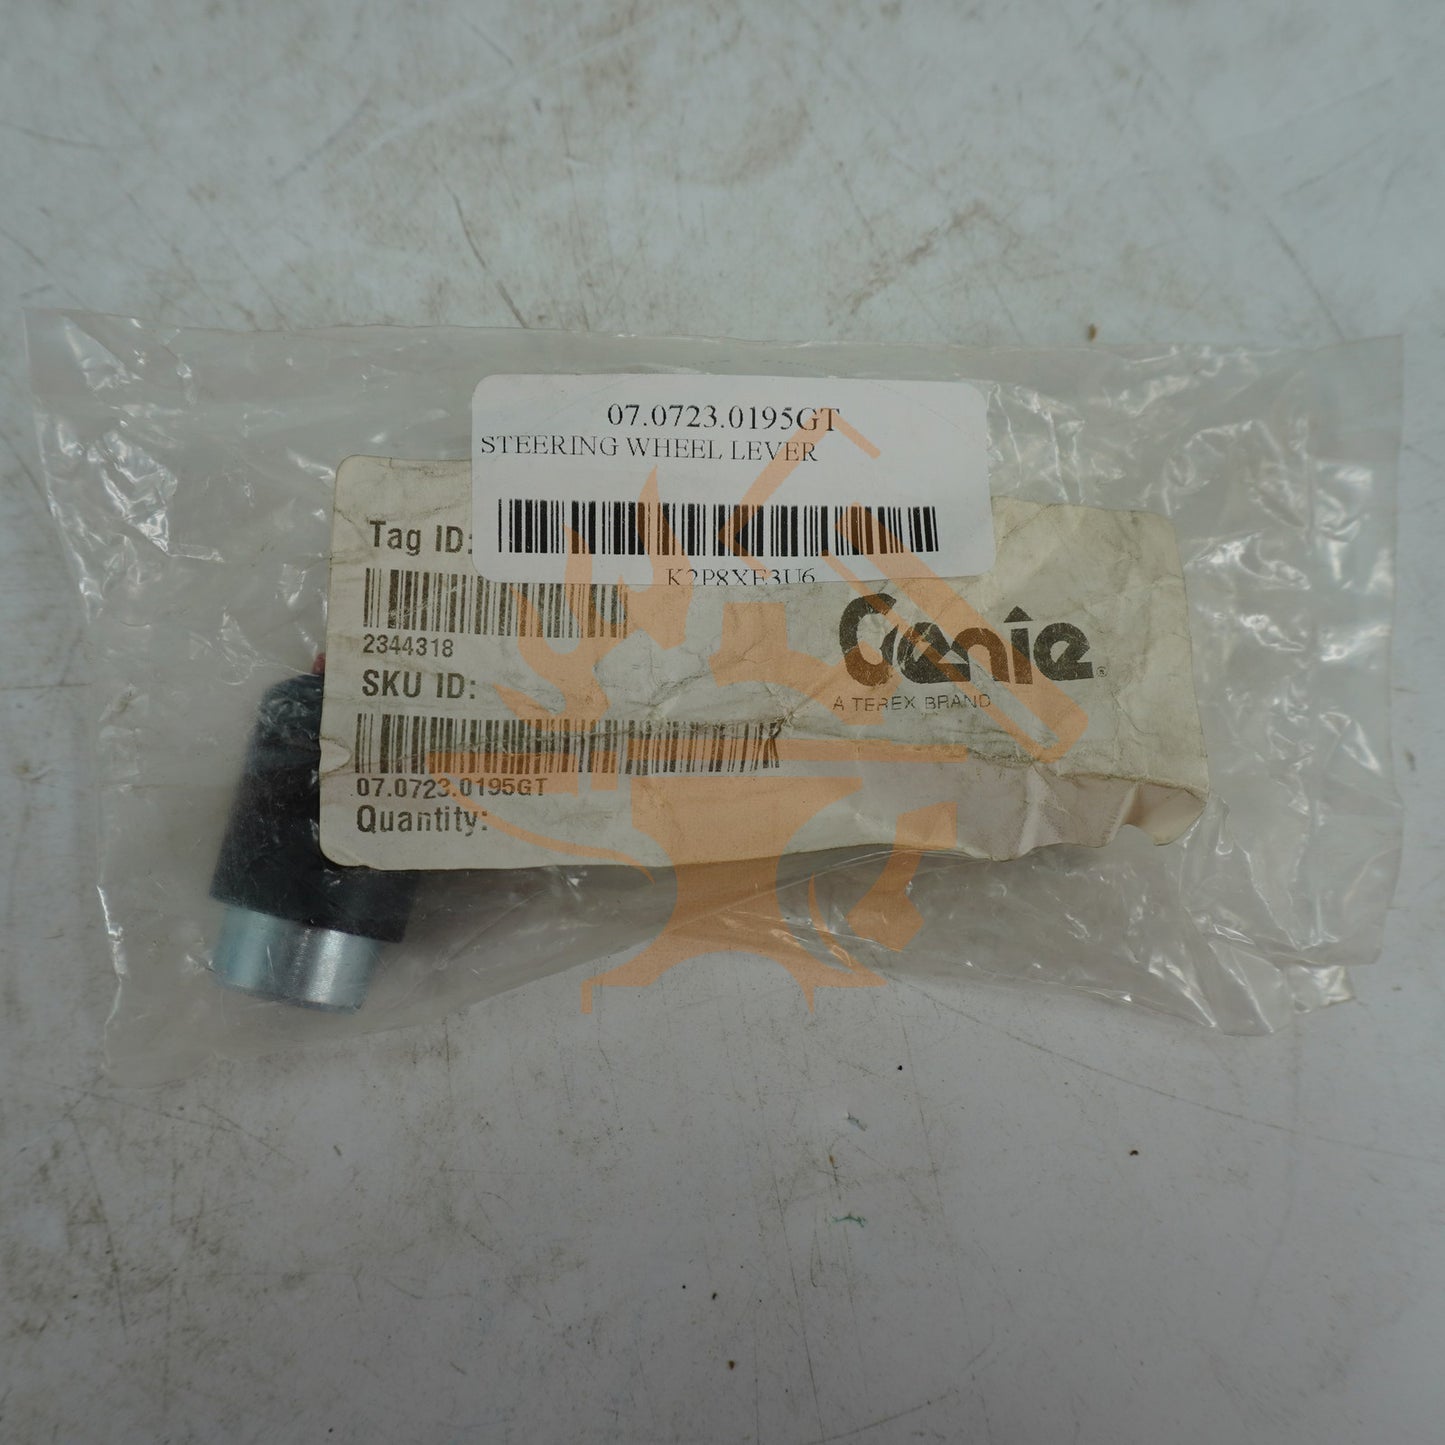 07.0723.0195GT
STEERING WHEEL LEVER
K2P8XE3U6
Tag ID:
2344318
SKU ID:
07.0723.0195GT
Quantity:
Genie®
A TEREX BRAND